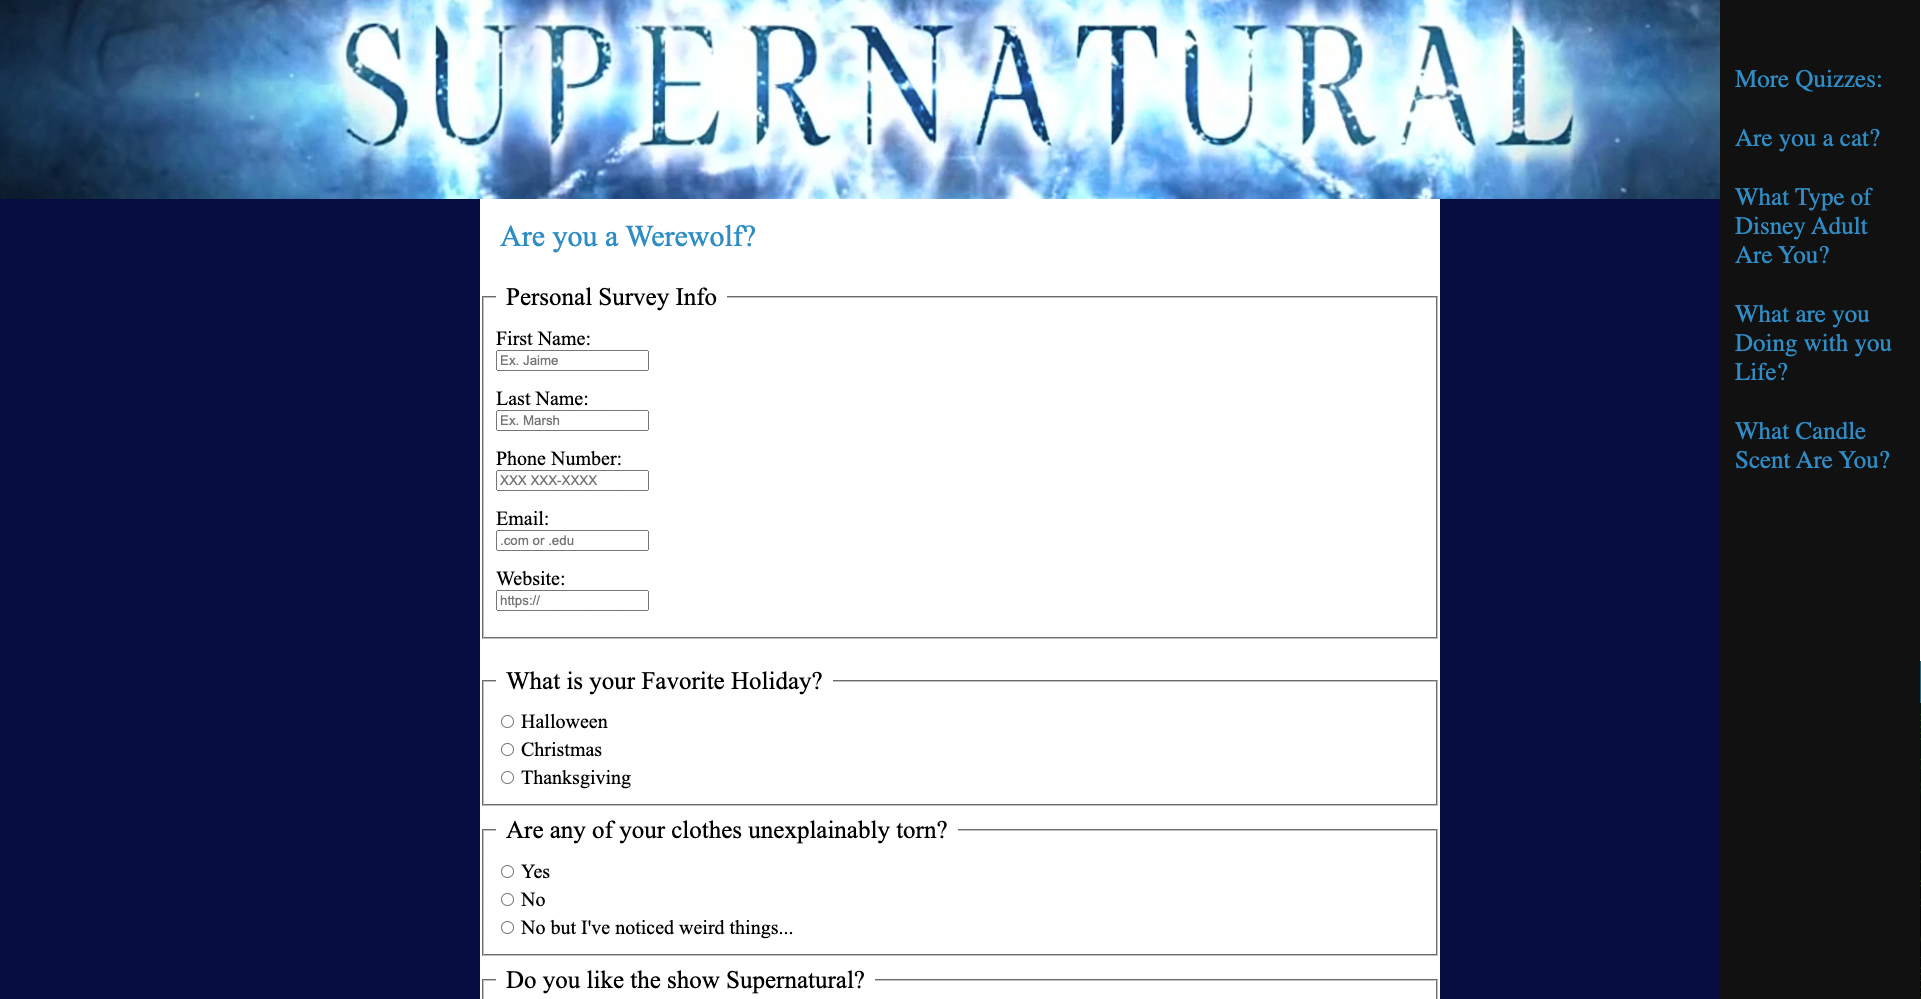 SUPERNATURAL
Are you a Werewolf?
Personal Survey Info
First Name:
Ex. Jaime
Last Name:
Ex. Marsh
Phone Number:
XXX XXX-XXXX
Email:
.com or .edu
Website:
https://
What is your Favorite Holiday?
Halloween
Christmas
Thanksgiving
Are any of your clothes unexplainably torn?
Yes
No
No but I've noticed weird things...
Do you like the show Supernatural?
More Quizzes:
Are you a cat?
What Type of
Disney Adult
Are You?
What are you
Doing with you
Life?
What Candle
Scent Are You?